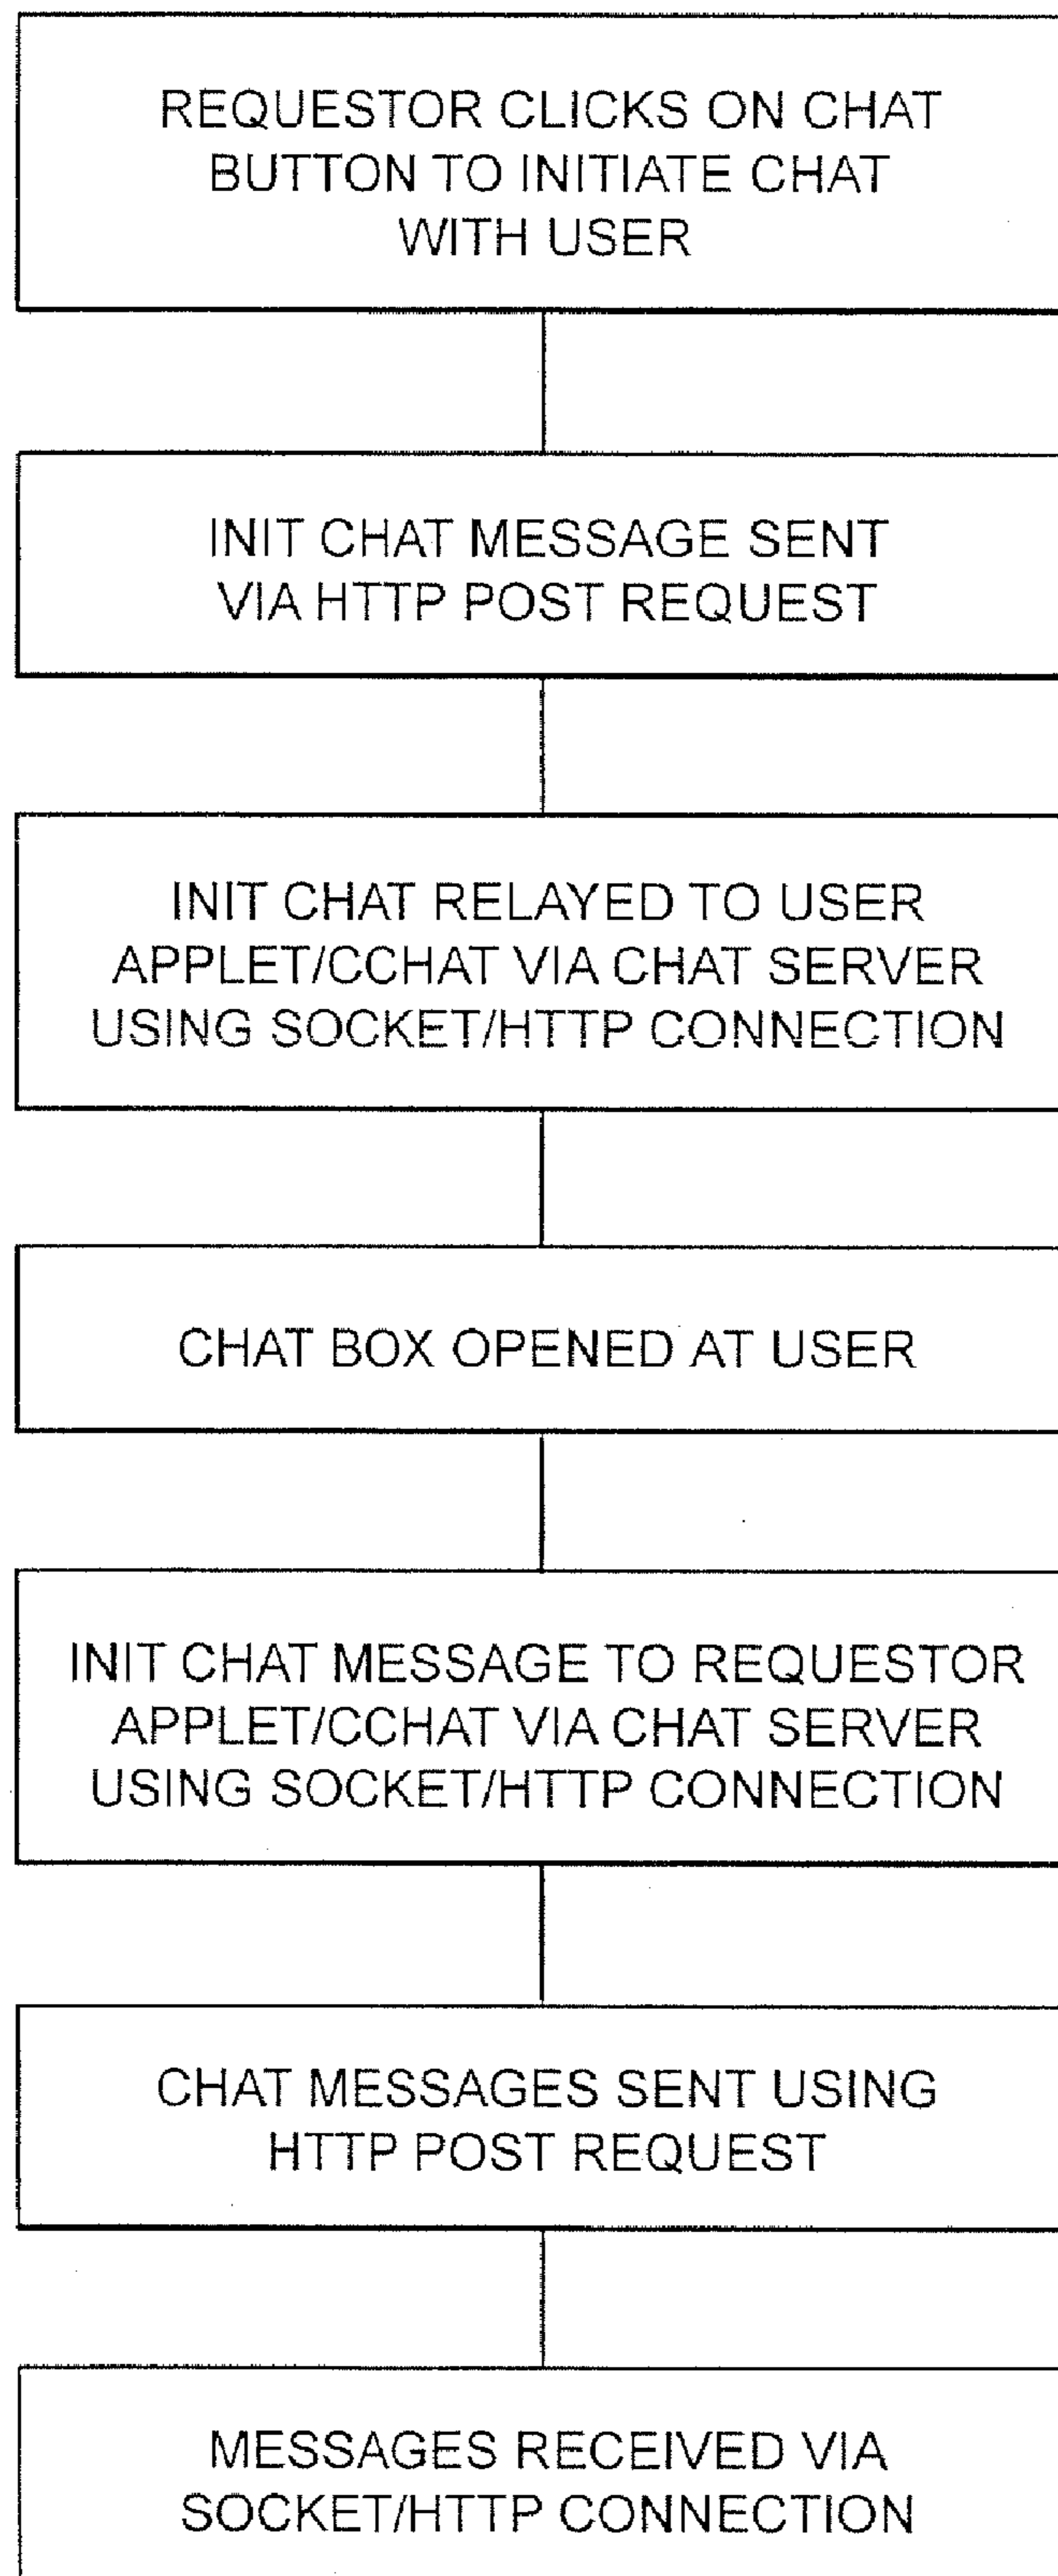 REQUESTOR CLICKS ON CHAT
BUTTON TO INITIATE CHAT
WITH USER
INIT CHAT MESSAGE SENT
VIA HTTP POST REQUEST
INIT CHAT RELAYED TO USER
APPLET/CCHAT VIA CHAT SERVER
USING SOCKET/HTTP CONNECTION
CHAT BOX OPENED AT USER
INIT CHAT MESSAGE TO REQUESTOR
APPLET/CCHAT VIA CHAT SERVER
USING SOCKET/HTTP CONNECTION
CHAT MESSAGES SENT USING
HTTP POST REQUEST
MESSAGES RECEIVED VIA
SOCKET/HTTP CONNECTION